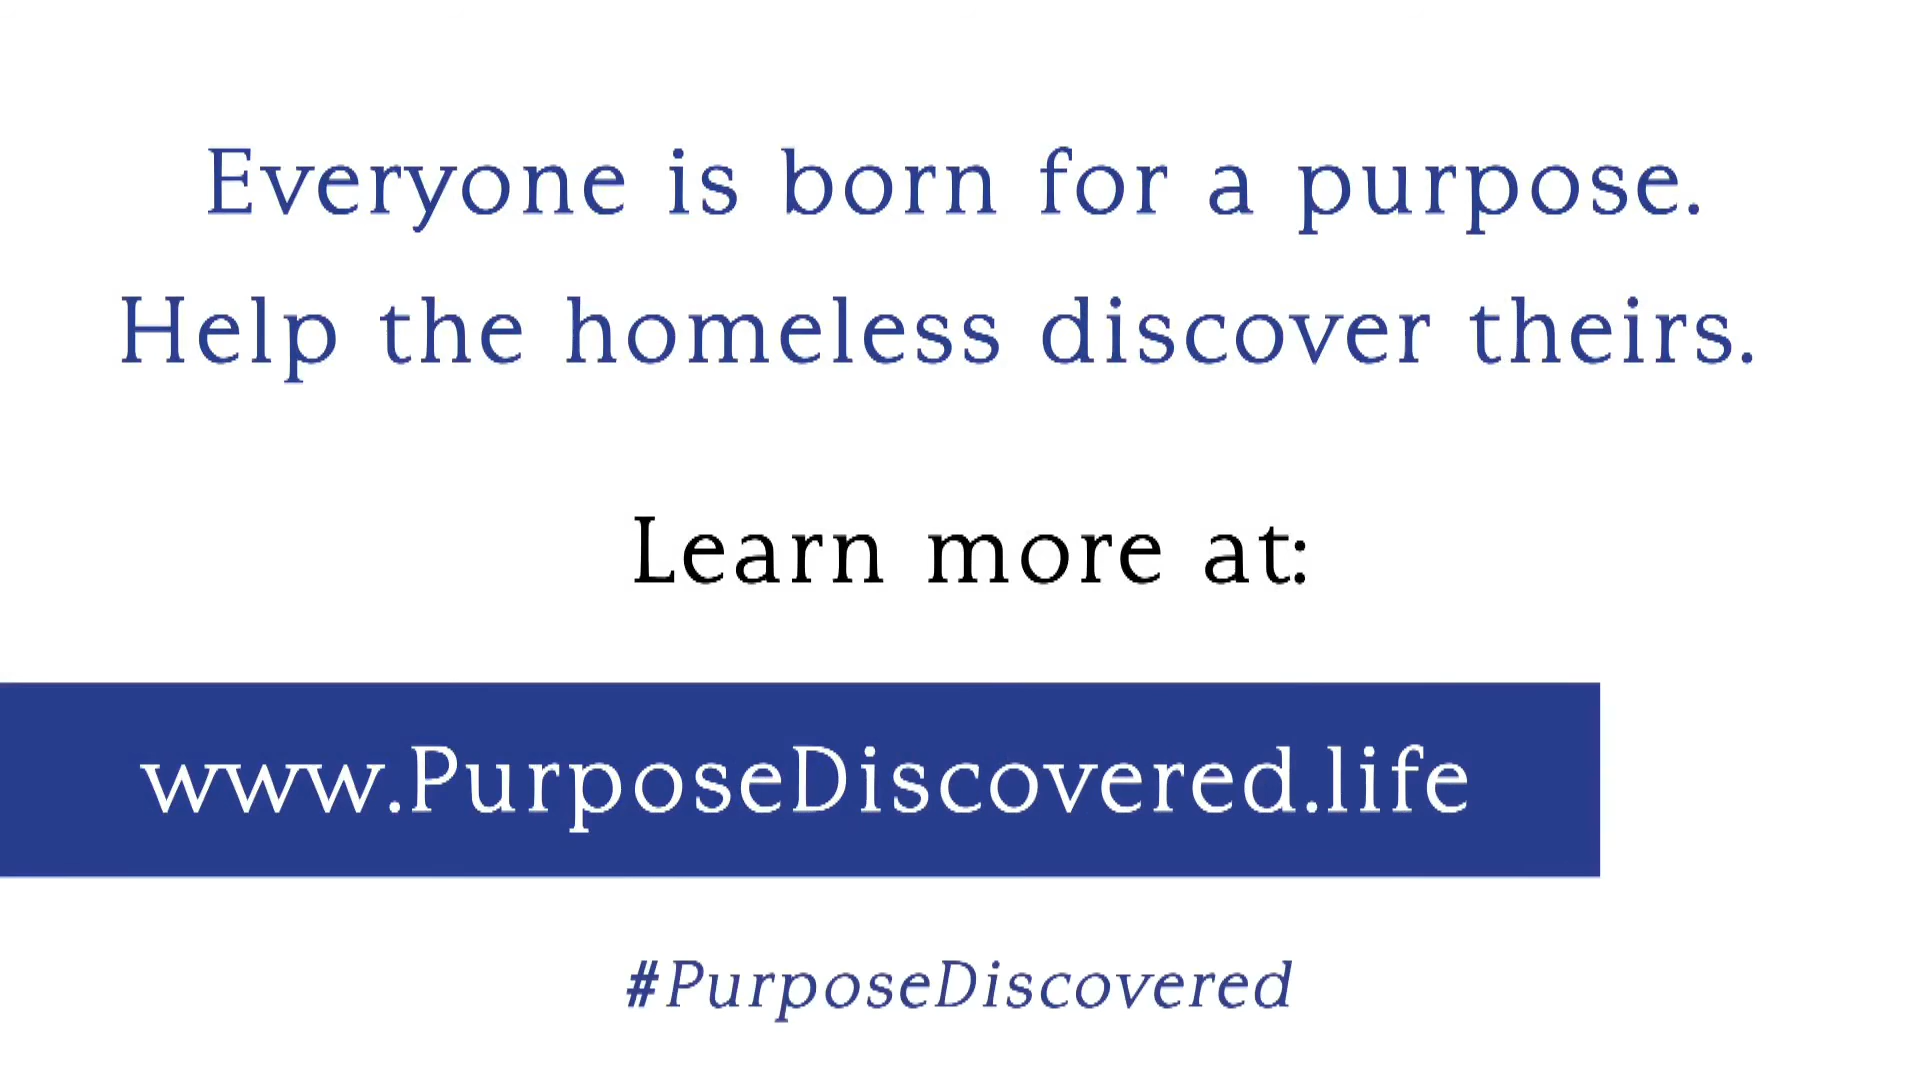 Everyone is born for a purpose.
Help the homeless discover theirs.
Learn more at:
www.PurposeDiscovered.life
#PurposeDiscovered